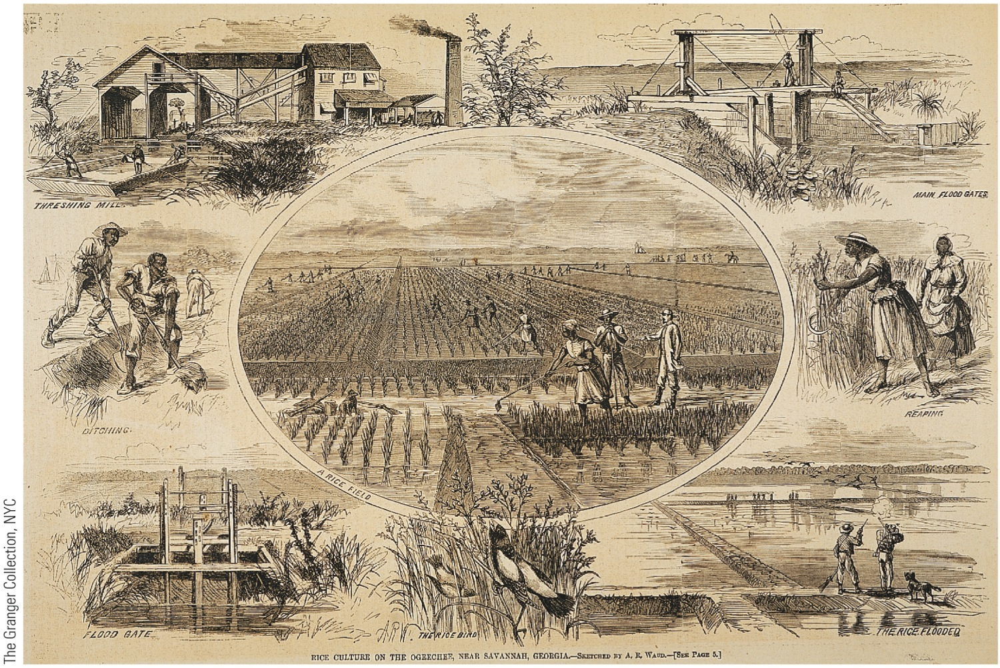 THRESHING MILL.
MAIN FLOOD GATES
DITCHING.
REAPING
A RICE FIELD
FLOOD GATE
A.R.W.
THE RICE BIRD
THE RICE FLOODED
RICE CULTURE ON THE OGEECHEE, NEAR SAVANNAH, GEORGIA.—SKETCHED BY A. R. WAUD.—[SEE PAGE 5.]
The Granger Collection, NYC